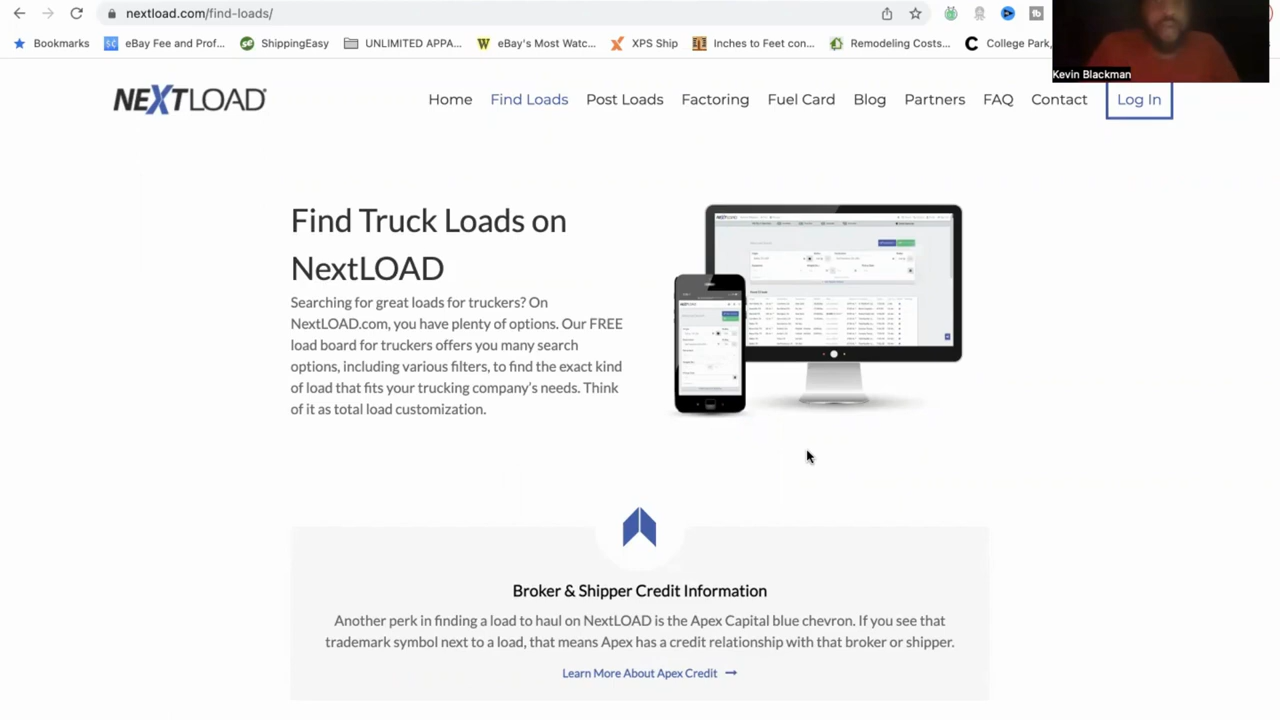 nextload.com/find-loads/
Bookmarks eBay Fee and Prof... ShippingEasy UNLIMITED APPA... eBay's Most Watc... XPS Ship Inches to Feet con... Remodeling Costs... College Park,
Kevin Blackman
NEXTLOAD
Home Find Loads Post Loads Factoring Fuel Card Blog Partners FAQ Contact Log In
Find Truck Loads on
NextLOAD
Searching for great loads for truckers? On
NextLOAD.com, you have plenty of options. Our FREE
load board for truckers offers you many search
options, including various filters, to find the exact kind
of load that fits your trucking company's needs. Think
of it as total load customization.
Broker & Shipper Credit Information
Another perk in finding a load to haul on NextLOAD is the Apex Capital blue chevron. If you see that
trademark symbol next to a load, that means Apex has a credit relationship with that broker or shipper.
Learn More About Apex Credit